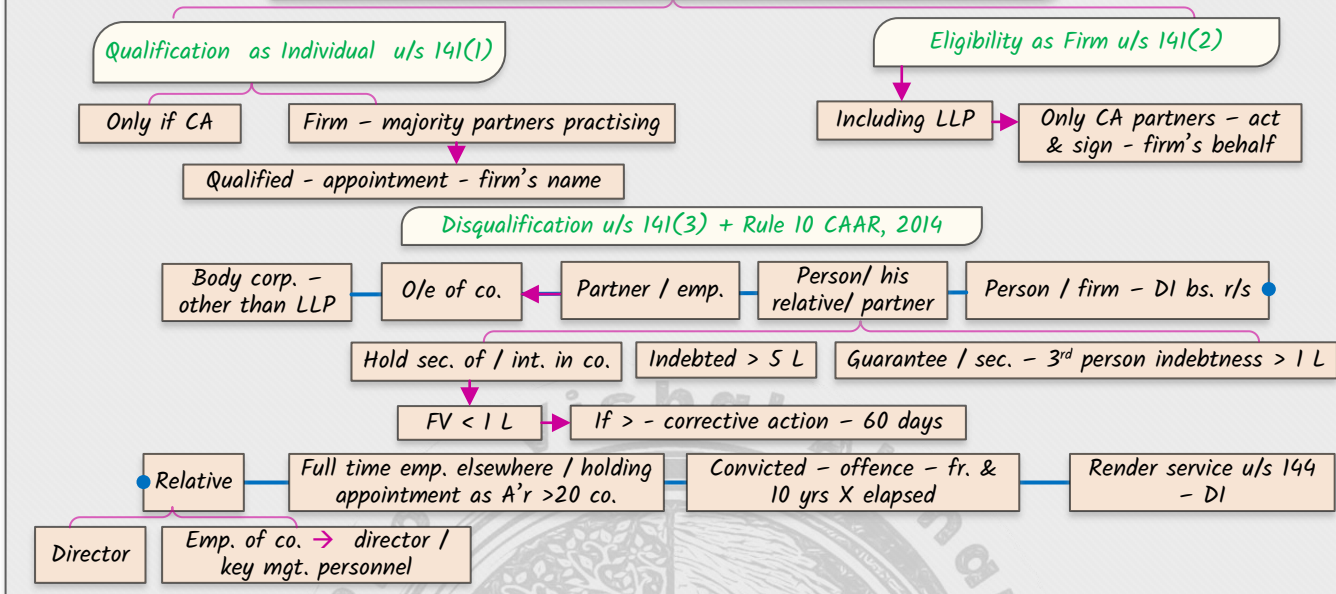 Qualification as Individual u/s 141(1)
Eligibility as Firm u/s 141(2)
Only if CA
Firm – majority partners practising
Including LLP
Only CA partners – act
& sign - firm's behalf
Qualified - appointment - firm's name
Disqualification u/s 141(3) + Rule 10 CAAR, 2014
Body corp. –
other than LLP
O/e of co.
Partner / emp.
Person/ his
relative/ partner
Person / firm – DI bs. r/s
Hold sec. of / int. in co.
Indebted > 5 L
Guarantee / sec. – 3rd person indebtness > 1 L
FV < 1 L
If > - corrective action – 60 days
Relative
Full time emp. elsewhere / holding
appointment as A'r >20 co.
Convicted – offence – fr. &
10 yrs X elapsed
Render service u/s 144
– DI
Director
Emp. of co. → director /
key mgt. personnel